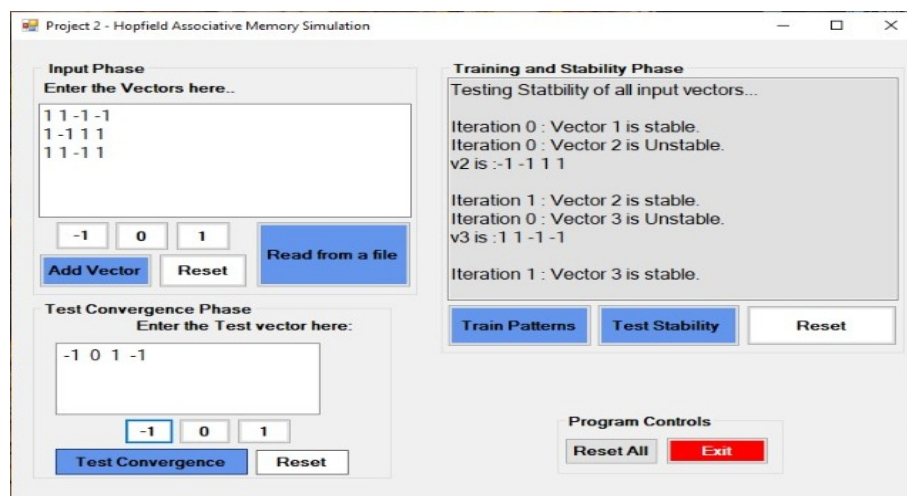 Project 2 - Hopfield Associative Memory Simulation
Input Phase
Enter the Vectors here..
1 1 -1 -1
1 -1 1 1
1 1 -1 1
-1 0 1
Add Vector Reset Read from a file
Test Convergence Phase
Enter the Test vector here:
-1 0 1 -1
-1 0 1
Test Convergence Reset
Training and Stability Phase
Testing Statbility of all input vectors...
Iteration 0 : Vector 1 is stable.
Iteration 0 : Vector 2 is Unstable.
v2 is :-1 -1 1 1
Iteration 1 : Vector 2 is stable.
Iteration 0 : Vector 3 is Unstable.
v3 is :1 1 -1 -1
Iteration 1 : Vector 3 is stable.
Train Patterns Test Stability Reset
Program Controls
Reset All Exit